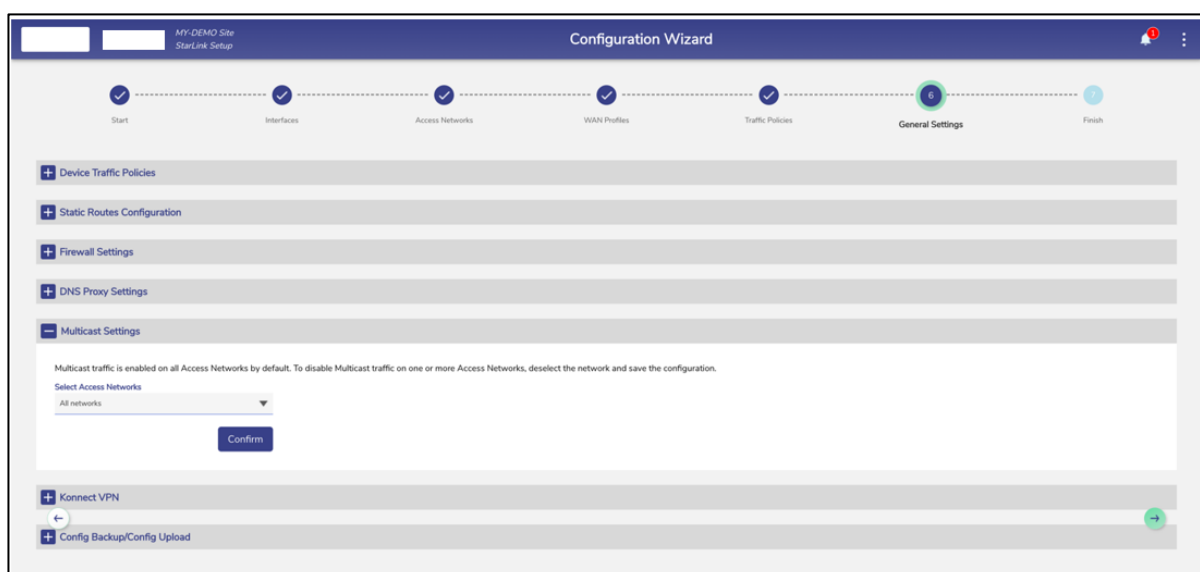 MY-DEMO Site
StarLink Setup
Configuration Wizard
1
Start
Interfaces
Access Networks
WAN Profiles
Traffic Policies
6
General Settings
7
Finish
Device Traffic Policies
Static Routes Configuration
Firewall Settings
DNS Proxy Settings
Multicast Settings
Multicast traffic is enabled on all Access Networks by default. To disable Multicast traffic on one or more Access Networks, deselect the network and save the configuration.
Select Access Networks
All networks
Confirm
Konnect VPN
Config Backup/Config Upload